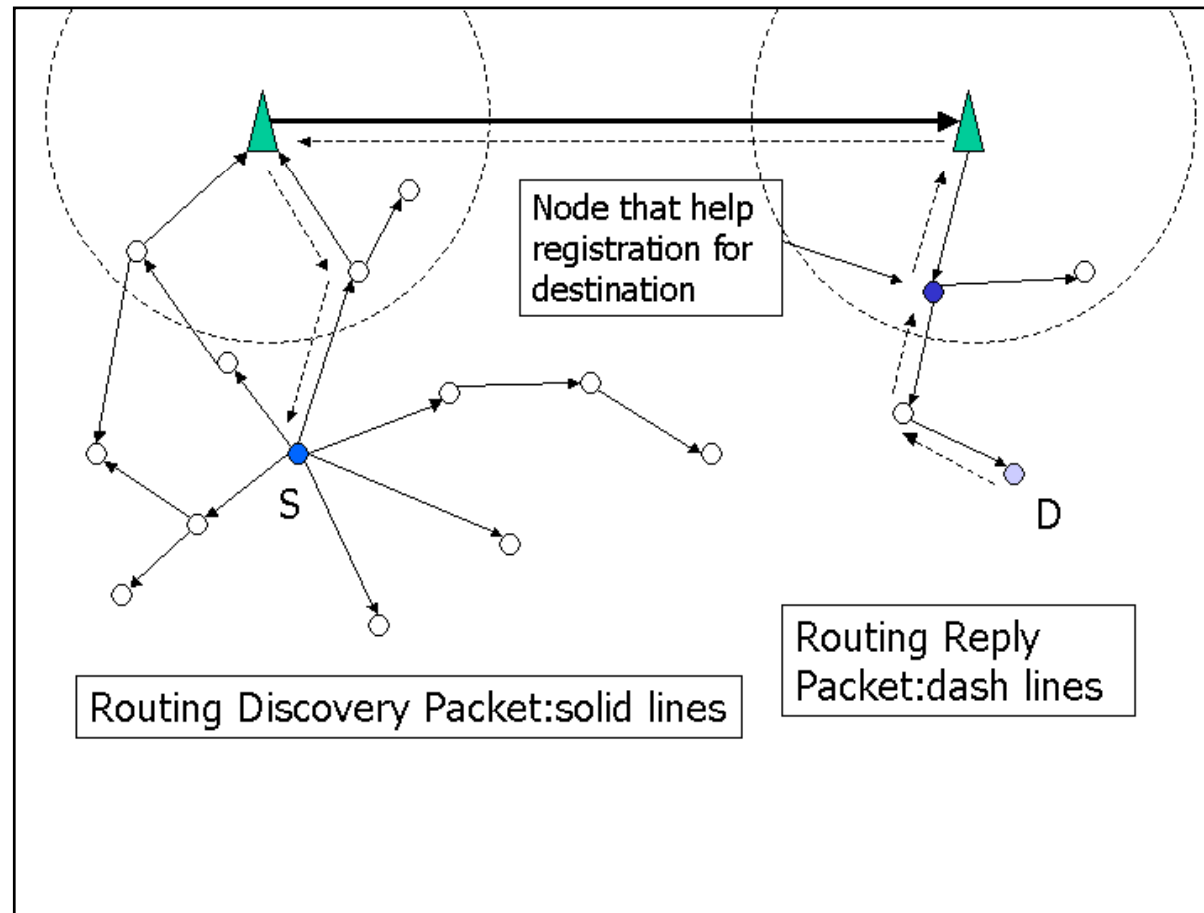 Node that help
registration for
destination
S
D
Routing Reply
Packet:dash lines
Routing Discovery Packet:solid lines